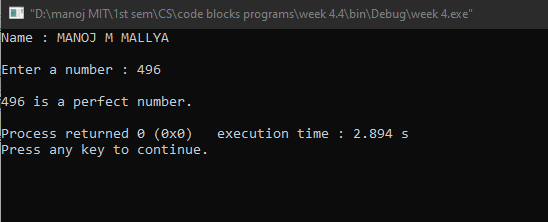 "D:\manoj MIT\1st sem\CS\code blocks programs\week 4.4\bin\Debug\week 4.exe"
Name : MANOJ M MALLYA
Enter a number : 496
496 is a perfect number.
Process returned 0 (0x0)   execution time : 2.894 s
Press any key to continue.